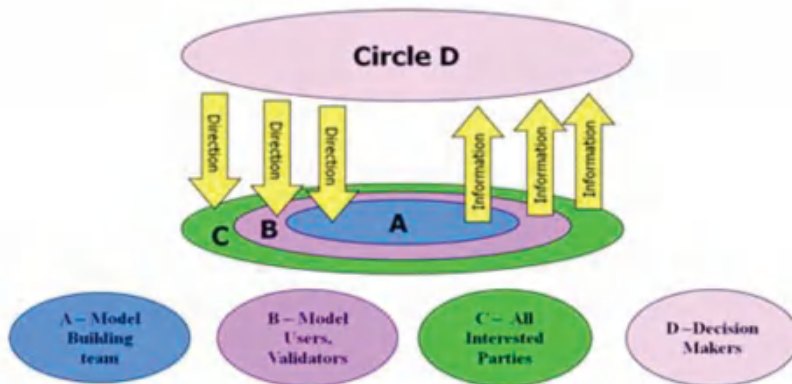 Circle D
Direction
Direction
Direction
Information
Information
Information
C
B
A
A – Model
Building
team
B – Model
Users,
Validators
C – All
Interested
Parties
D –Decision
Makers